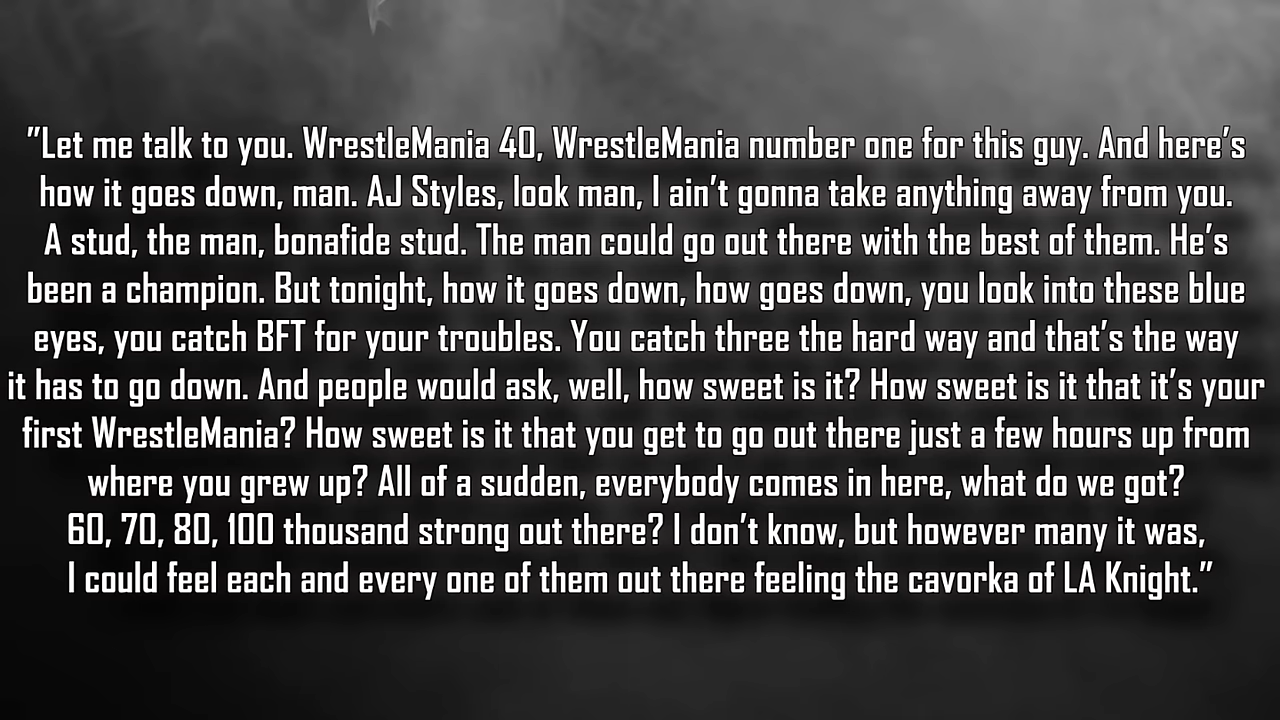 "Let me talk to you. WrestleMania 40, WrestleMania number one for this guy. And here's
how it goes down, man. AJ Styles, look man, I ain't gonna take anything away from you.
A stud, the man, bonafide stud. The man could go out there with the best of them. He's
been a champion. But tonight, how it goes down, how goes down, you look into these blue
eyes, you catch BFT for your troubles. You catch three the hard way and that's the way
it has to go down. And people would ask, well, how sweet is it? How sweet is it that it's your
first WrestleMania? How sweet is it that you get to go out there just a few hours up from
where you grew up? All of a sudden, everybody comes in here, what do we got?
60, 70, 80, 100 thousand strong out there? I don't know, but however many it was,
I could feel each and every one of them out there feeling the cavorka of LA Knight."